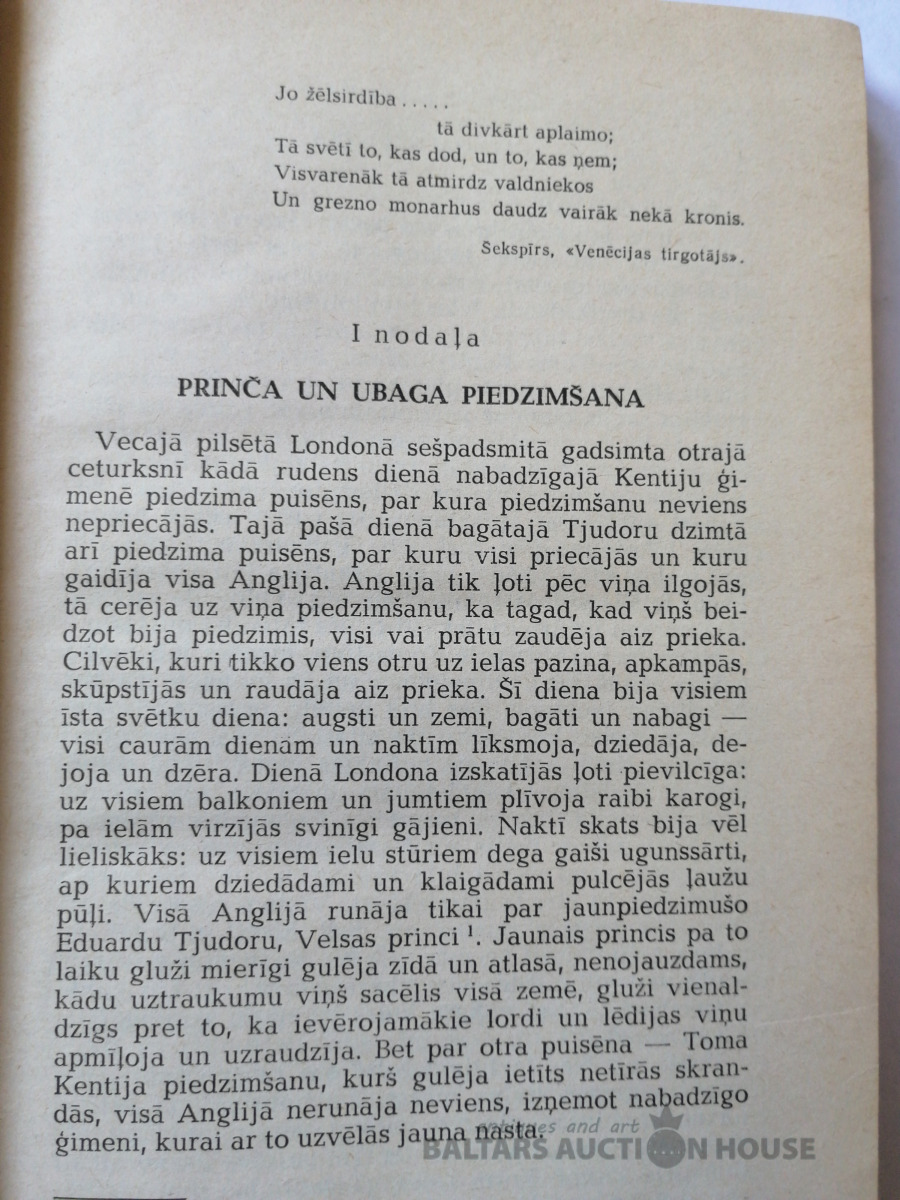 Jo žēlsirdība . . . . .
tā divkārt aplaimo;
Tā svētī to, kas dod, un to, kas ņem;
Visvarenāk tā atmirdz valdniekos
Un grezno monarhus daudz vairāk nekā kronis.
Šekspīrs, «Venēcijas tirgotājs».
I nodaļa
PRINČA UN UBAGA PIEDZIMŠANA
Vecajā pilsētā Londonā sešpadsmitā gadsimta otrajā
ceturksnī kādā rudens dienā nabadzīgajā Kentiju ģi-
menē piedzima puisēns, par kura piedzimšanu neviens
nepriecājās. Tajā pašā dienā bagātajā Tjudoru dzimtā
arī piedzima puisēns, par kuru visi priecājās un kuru
gaidīja visa Anglija. Anglija tik ļoti pēc viņa ilgojās,
tā cerēja uz viņa piedzimšanu, ka tagad, kad viņš bei-
dzot bija piedzimis, visi vai prātu zaudēja aiz prieka.
Cilvēki, kuri tikko viens otru uz ielas pazina, apkampās,
skūpstījās un raudāja aiz prieka. Šī diena bija visiem
īsta svētku diena: augsti un zemi, bagāti un nabagi —
visi caurām dienām un naktīm līksmoja, dziedāja, de-
joja un dzēra. Dienā Londona izskatījās ļoti pievilcīga:
uz visiem balkoniem un jumtiem plīvoja raibi karogi,
pa ielām virzījās svinīgi gājieni. Naktī skats bija vēl
lieliskāks: uz visiem ielu stūriem dega gaiši ugunssārti,
ap kuriem dziedādami un klaigādami pulcējās ļaužu
pūļi. Visā Anglijā runāja tikai par jaunpiedzimušo
Eduardu Tjudoru, Velsas princi ¹. Jaunais princis pa to
laiku gluži mierīgi gulēja zīdā un atlasā, nenojauzdams,
kādu uztraukumu viņš sacēlis visā zemē, gluži vienal-
dzīgs pret to, ka ievērojamākie lordi un lēdijas viņu
apmīļoja un uzraudzīja. Bet par otra puisēna — Toma
Kentija piedzimšanu, kurš gulēja ietīts netīrās skran-
dās, visā Anglijā nerunāja neviens, izņemot nabadzīgo
ģimeni, kurai ar to uzvēlās jauna nasta.
antiques and art
BALTARS AUCTION HOUSE